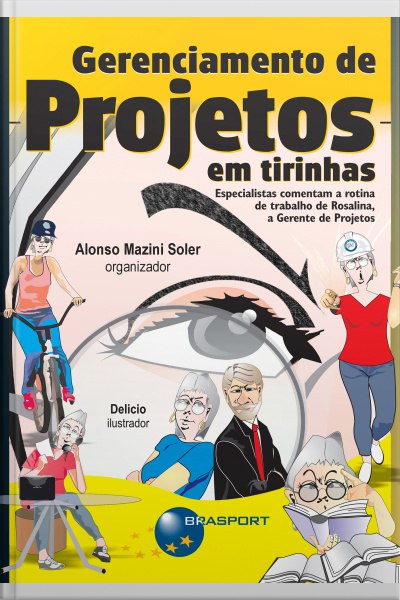 Gerenciamento de
Projetos
em tirinhas
Especialistas comentam a rotina
de trabalho de Rosalina,
a Gerente de Projetos
Alonso Mazini Soler
organizador
Delicio
ilustrador
BRASPORT